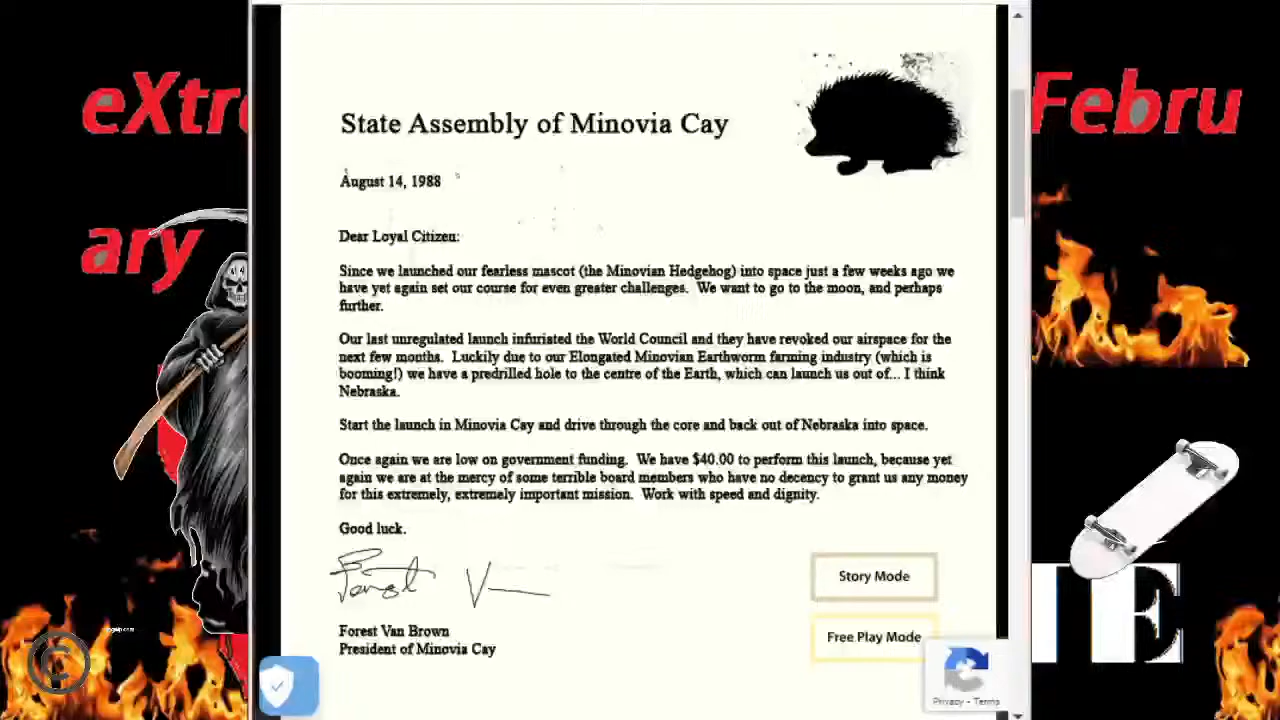 eXtr
Febru
ary
State Assembly of Minovia Cay
August 14, 1988
Dear Loyal Citizen:
Since we launched our fearless mascot (the Minovian Hedgehog) into space just a few weeks ago we
have yet again set our course for even greater challenges. We want to go to the moon, and perhaps
further.
Our last unregulated launch infuriated the World Council and they have revoked our airspace for the
next few months. Luckily due to our Elongated Minovian Earthworm farming industry (which is
booming!) we have a predrilled hole to the centre of the Earth, which can launch us out of... I think
Nebraska.
Start the launch in Minovia Cay and drive through the core and back out of Nebraska into space.
Once again we are low on government funding. We have $40.00 to perform this launch, because yet
again we are at the mercy of some terrible board members who have no decency to grant us any money
for this extremely, extremely important mission. Work with speed and dignity.
Good luck.
Forest V
Forest Van Brown
President of Minovia Cay
Story Mode
Free Play Mode
Privacy - Terms
©
E